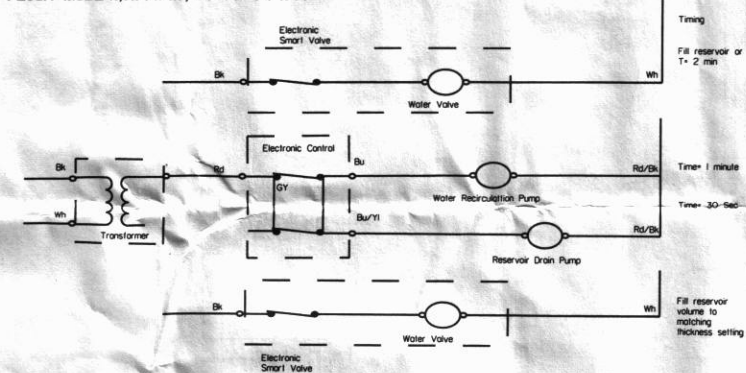 Electronic
Smart Valve
Timing
Fill reservoir or
T= 2 min
Bk
Wh
Water Valve
Electronic Control
Bk
Rd
Bu
Rd/Bk
Time= 1 minute
GY
Water Recirculattion Pump
Time= 30 Sec
Wh
Bu/Yl
Rd/Bk
Transformer
Reservoir Drain Pump
Bk
Wh
Fill reservoir
volume to
matching
thickness setting
Water Valve
Electronic
Smart Valve